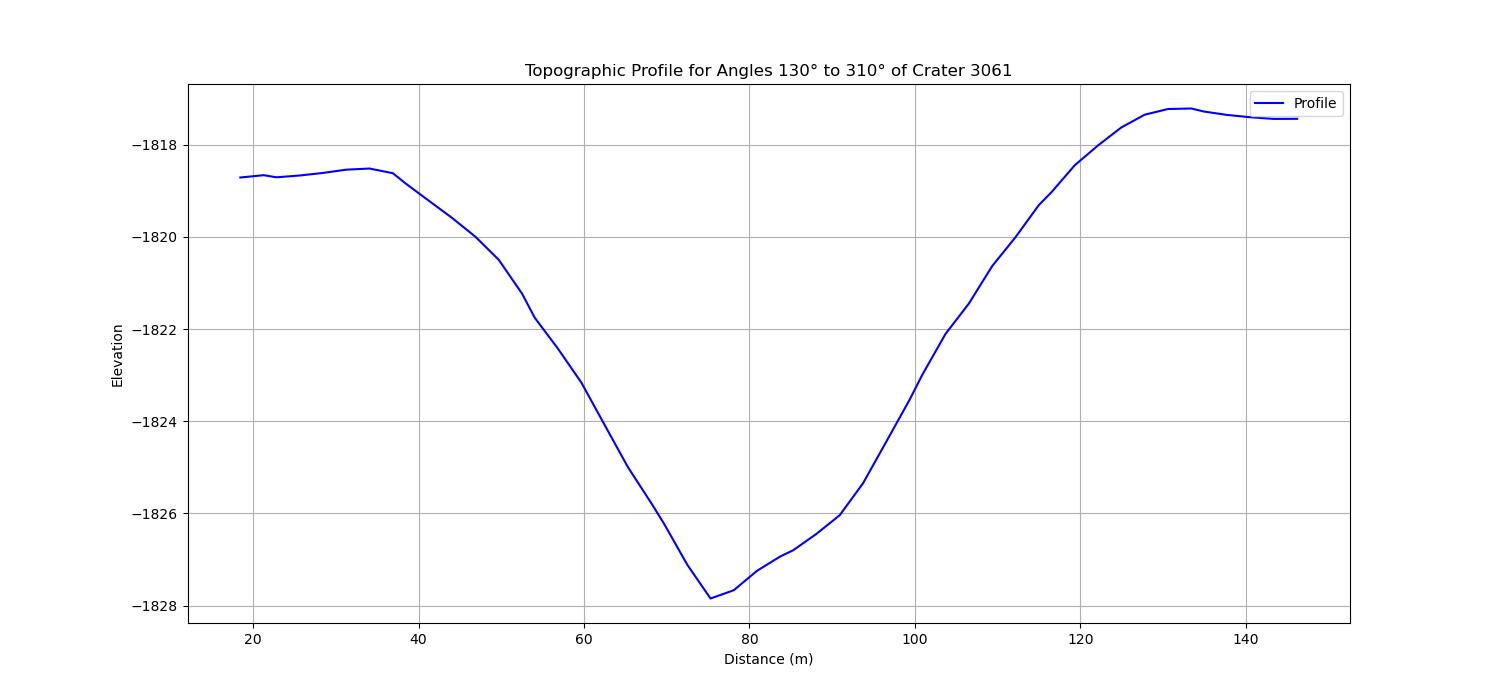 Topographic Profile for Angles 130° to 310° of Crater 3061
Profile
−1818
−1820
−1822
−1824
−1826
−1828
Elevation
20 40 60 80 100 120 140
Distance (m)